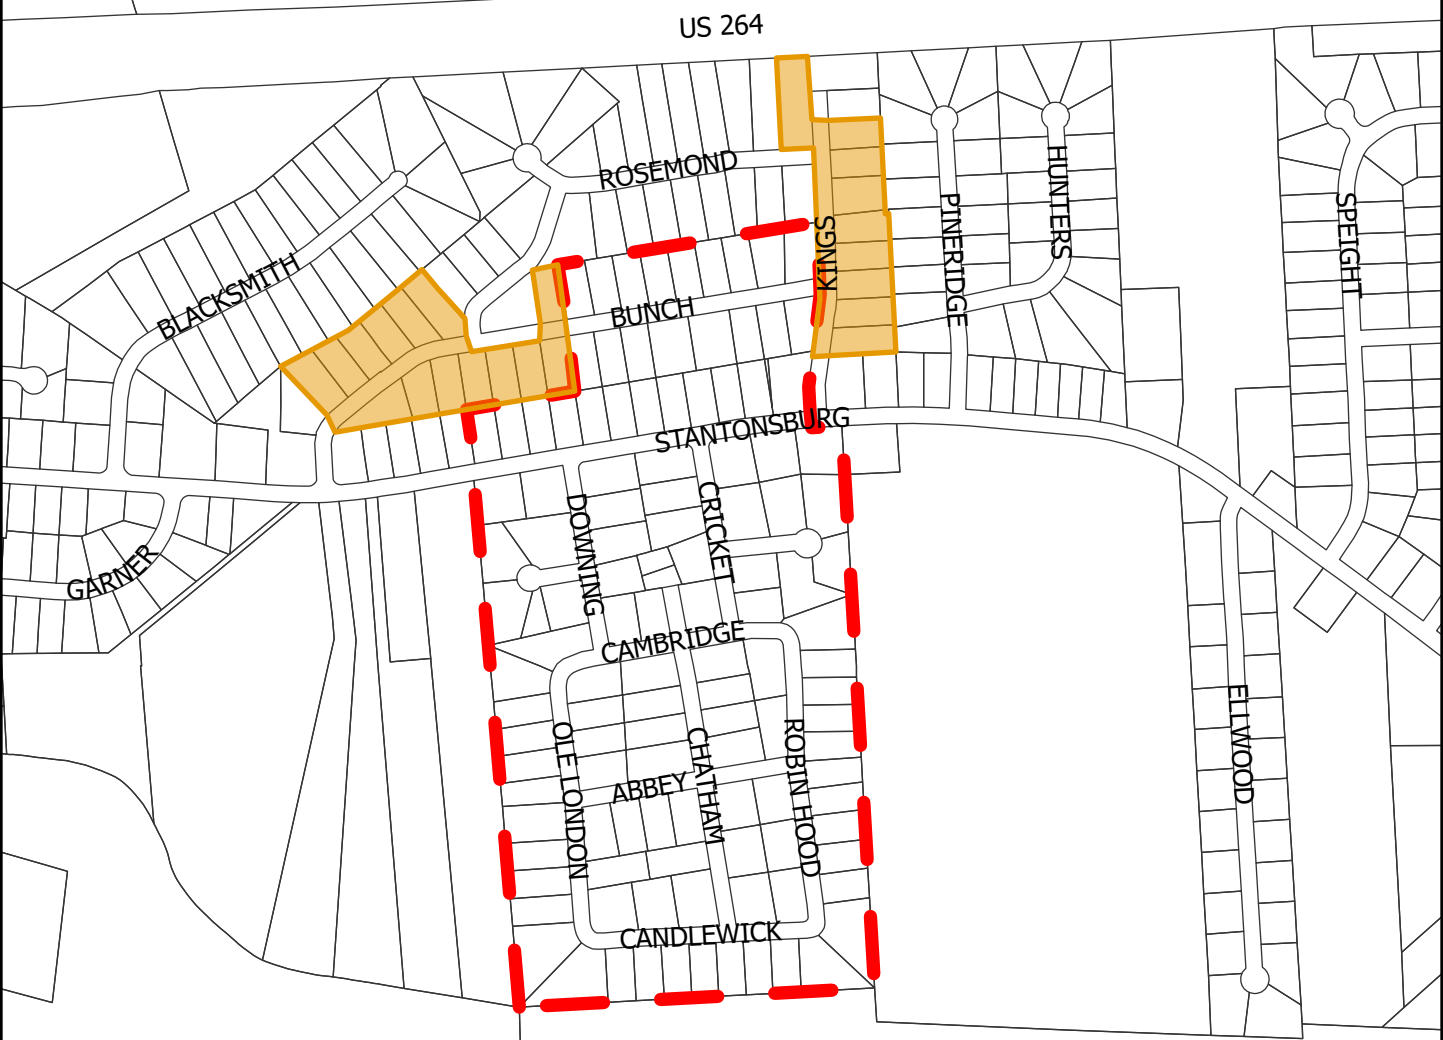 US 264
ROSEMOND
HUNTERS
PINERIDGE
SPEIGHT
KINGS
BLACKSMITH
BUNCH
STANTONSBURG
CRICKET
DOWNING
GARNER
CAMBRIDGE
ELLWOOD
OLE LONDON
CHATHAM
ROBIN HOOD
ABBEY
CANDLEWICK